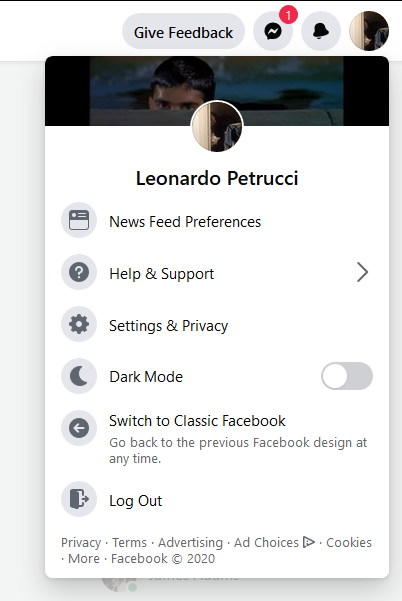 Give Feedback
1
Leonardo Petrucci
News Feed Preferences
Help & Support
Settings & Privacy
Dark Mode
Switch to Classic Facebook
Go back to the previous Facebook design at
any time.
Log Out
Privacy · Terms · Advertising · Ad Choices · Cookies
· More · Facebook © 2020